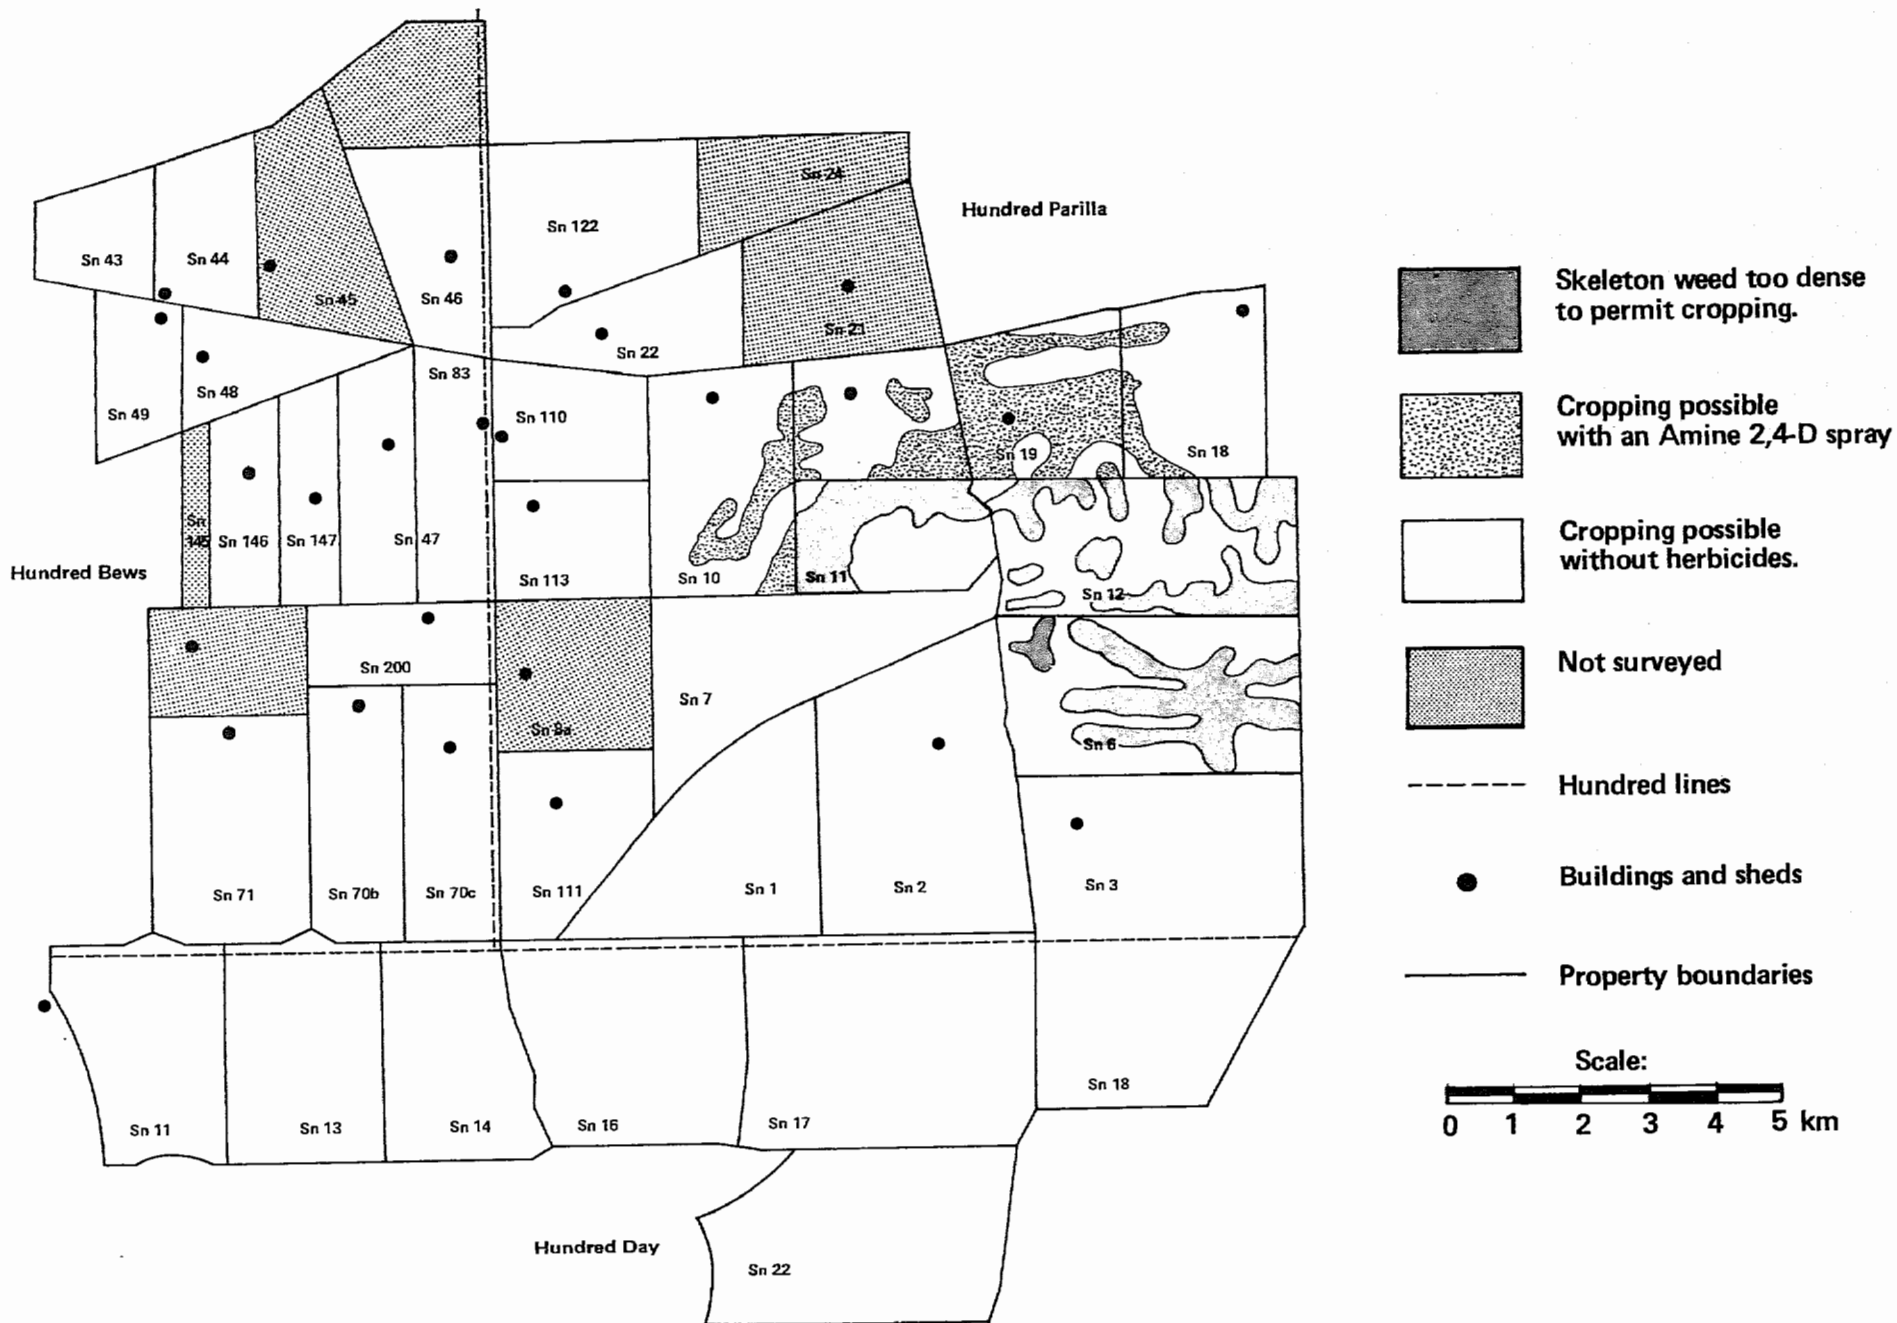 Sn 24
Hundred Parilla
Sn 122
Sn 43
Sn 44
Sn 45
Sn 46
Sn 21
Sn 22
Sn 83
Sn 48
Sn 49
Sn 110
Sn 19
Sn 18
Sn 145
Sn 146
Sn 147
Sn 47
Sn 113
Sn 10
Sn 11
Sn 12
Hundred Bews
Sn 200
Sn 7
Sn 8a
Sn 6
Sn 71
Sn 70b
Sn 70c
Sn 111
Sn 1
Sn 2
Sn 3
Sn 11
Sn 13
Sn 14
Sn 16
Sn 17
Sn 18
Hundred Day
Sn 22
Skeleton weed too dense
to permit cropping.
Cropping possible
with an Amine 2,4-D spray
Cropping possible
without herbicides.
Not surveyed
Hundred lines
Buildings and sheds
Property boundaries
Scale:
0 1 2 3 4 5 km